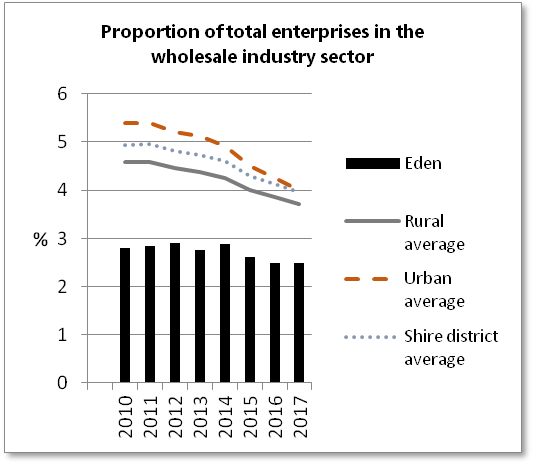 Proportion of total enterprises in the
wholesale industry sector
6
5
4
3
2
1
0
%
2010
2011
2012
2013
2014
2015
2016
2017
Eden
Rural
average
Urban
average
Shire district
average